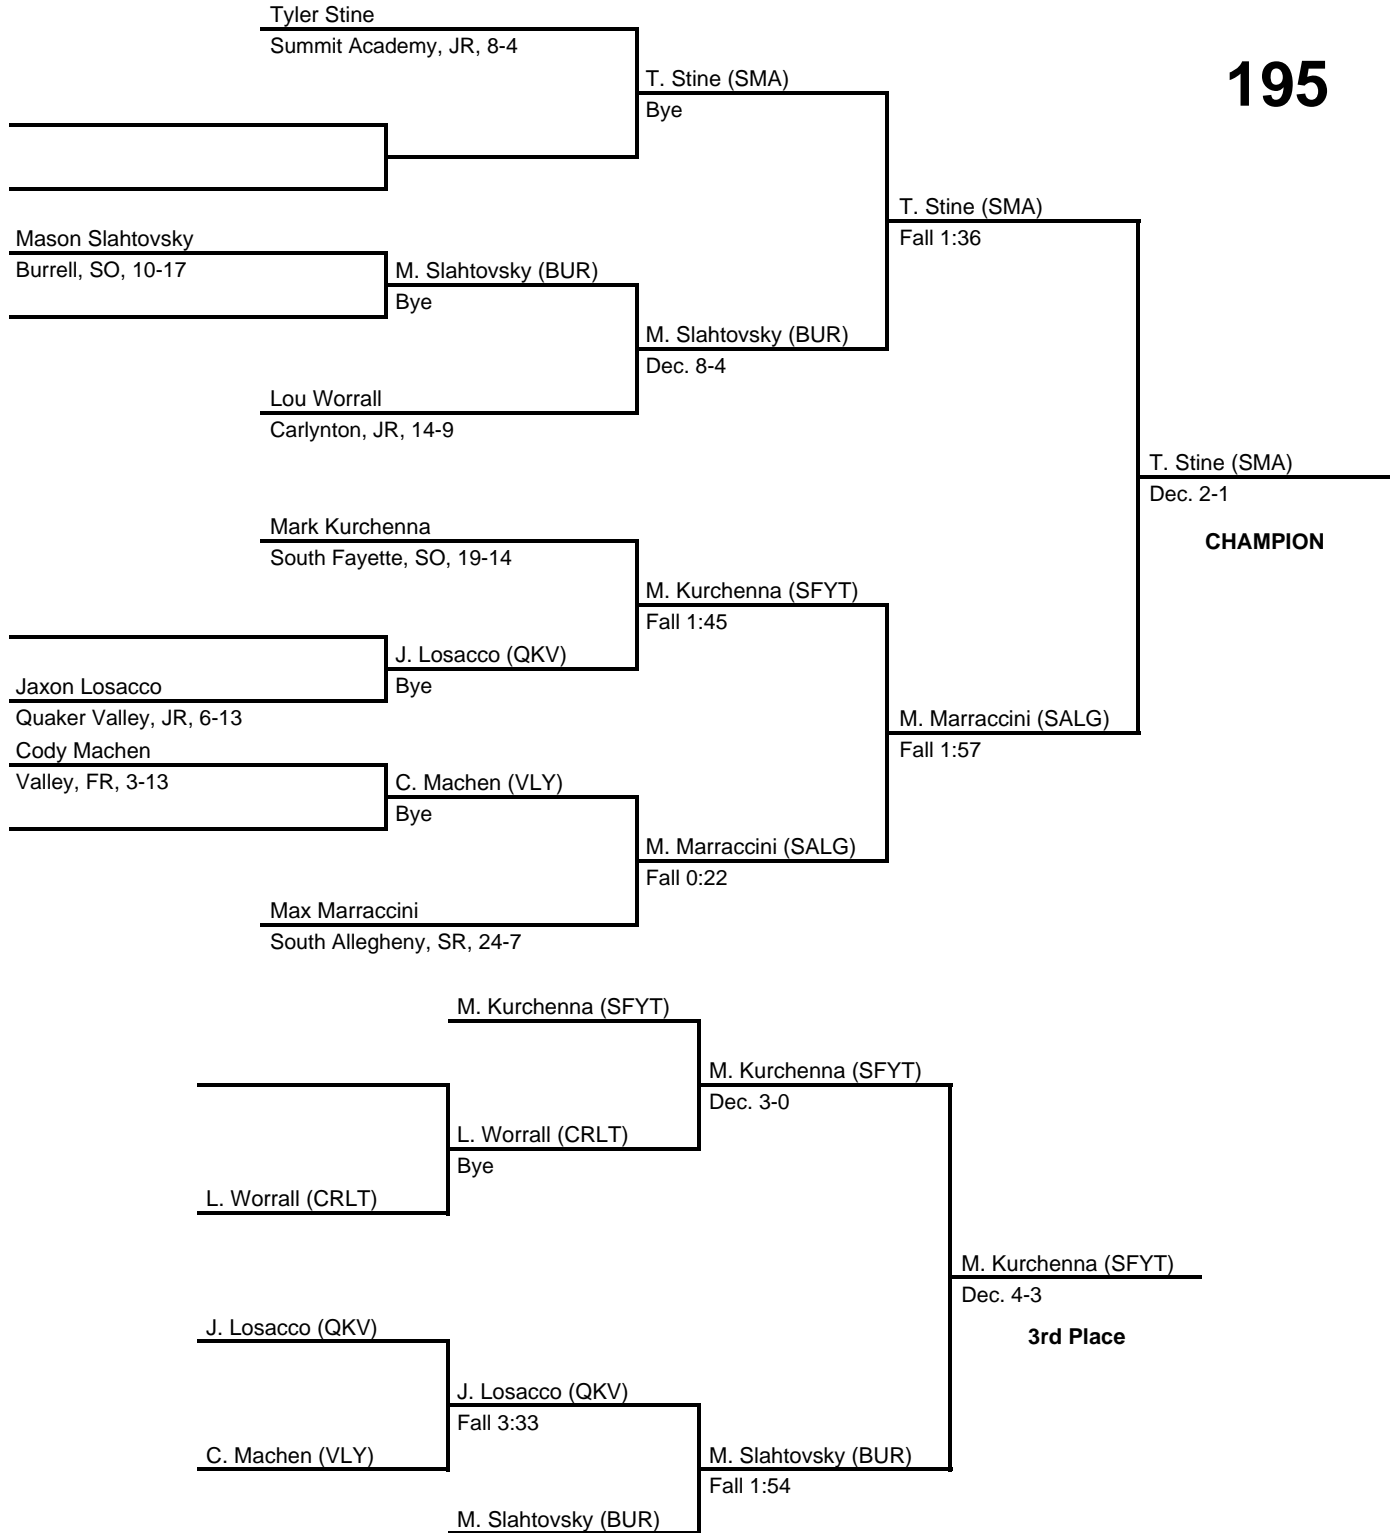 Tyler Stine
Summit Academy, JR, 8-4
195
T. Stine (SMA)
Bye
T. Stine (SMA)
Fall 1:36
Mason Slahtovsky
Burrell, SO, 10-17
M. Slahtovsky (BUR)
Bye
M. Slahtovsky (BUR)
Dec. 8-4
Lou Worrall
Carlynton, JR, 14-9
T. Stine (SMA)
Dec. 2-1
CHAMPION
Mark Kurchenna
South Fayette, SO, 19-14
M. Kurchenna (SFYT)
Fall 1:45
J. Losacco (QKV)
Bye
Jaxon Losacco
Quaker Valley, JR, 6-13
M. Marraccini (SALG)
Fall 1:57
Cody Machen
Valley, FR, 3-13
C. Machen (VLY)
Bye
M. Marraccini (SALG)
Fall 0:22
Max Marraccini
South Allegheny, SR, 24-7
M. Kurchenna (SFYT)
M. Kurchenna (SFYT)
Dec. 3-0
L. Worrall (CRLT)
Bye
L. Worrall (CRLT)
M. Kurchenna (SFYT)
Dec. 4-3
3rd Place
J. Losacco (QKV)
J. Losacco (QKV)
Fall 3:33
C. Machen (VLY)
M. Slahtovsky (BUR)
Fall 1:54
M. Slahtovsky (BUR)